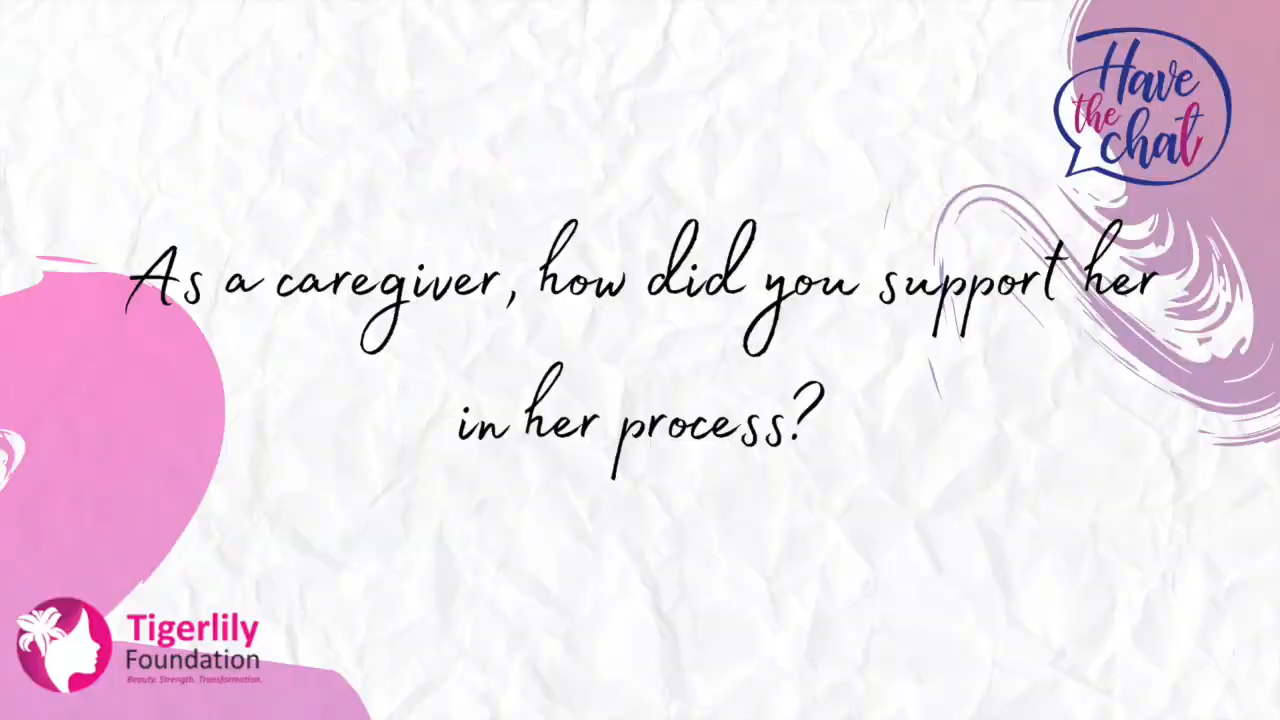 Have
the
chat
As a caregiver, how did you support her
in her process?
Tigerlily
Foundation
Beauty. Strength. Transformation.